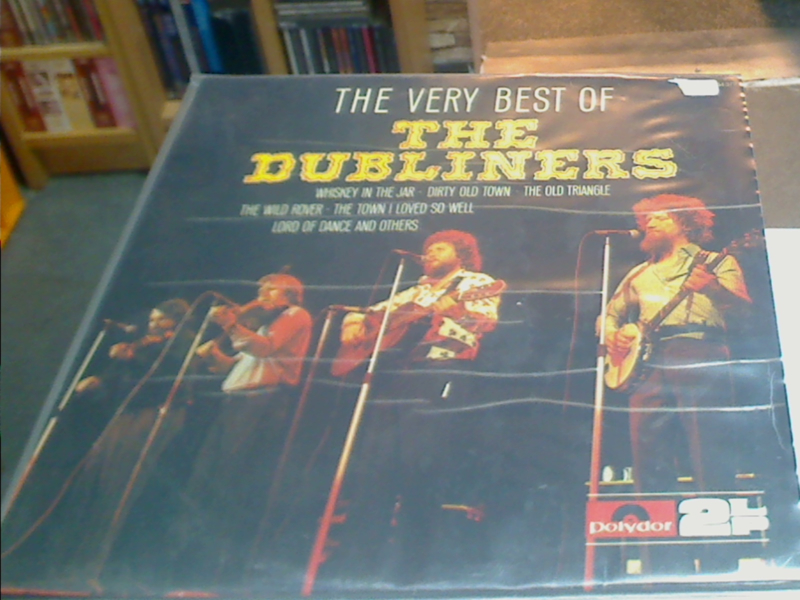 THE VERY BEST OF
THE
DUBLINERS
WHISKEY IN THE JAR · DIRTY OLD TOWN · THE OLD TRIANGLE
THE WILD ROVER · THE TOWN I LOVED SO WELL
LORD OF DANCE AND OTHERS
Polydor
2LP